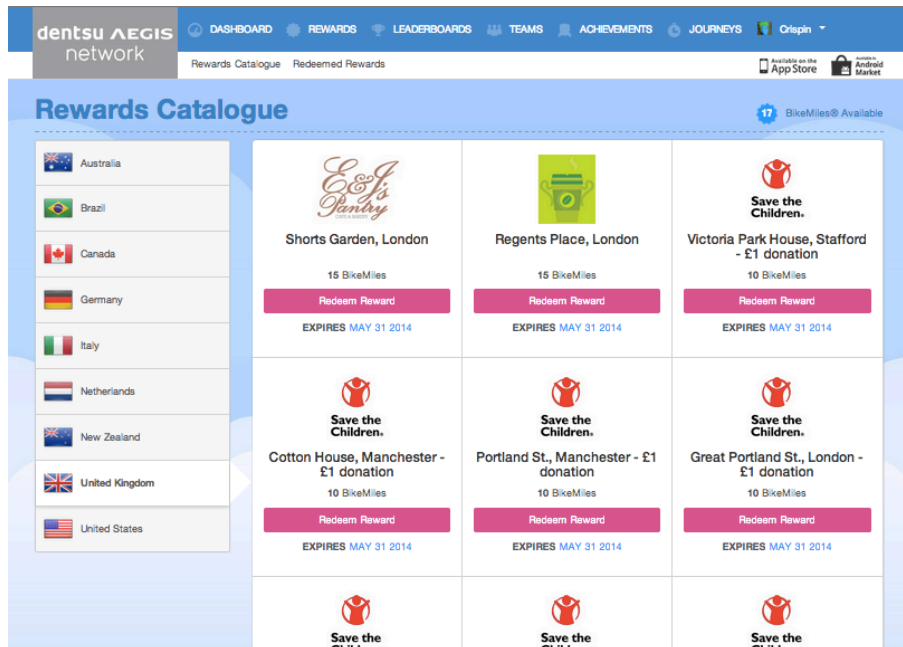 dentsu AEGIS
network
DASHBOARD REWARDS LEADERBOARDS TEAMS ACHIEVEMENTS JOURNEYS Crispin
Rewards Catalogue Redeemed Rewards
Available on the
App Store
Available in
Android
Market
Rewards Catalogue
17 BikeMiles® Available
Australia
Brazil
Canada
Germany
Italy
Netherlands
New Zealand
United Kingdom
United States
E&J's
Pantry
CAFE & BAKERY
Shorts Garden, London
15 BikeMiles
Redeem Reward
EXPIRES MAY 31 2014
Regents Place, London
15 BikeMiles
Redeem Reward
EXPIRES MAY 31 2014
Save the
Children.
Victoria Park House, Stafford
- £1 donation
10 BikeMiles
Redeem Reward
EXPIRES MAY 31 2014
Save the
Children.
Cotton House, Manchester -
£1 donation
10 BikeMiles
Redeem Reward
EXPIRES MAY 31 2014
Save the
Children.
Portland St., Manchester - £1
donation
10 BikeMiles
Redeem Reward
EXPIRES MAY 31 2014
Save the
Children.
Great Portland St., London -
£1 donation
10 BikeMiles
Redeem Reward
EXPIRES MAY 31 2014
Save the
Save the
Save the